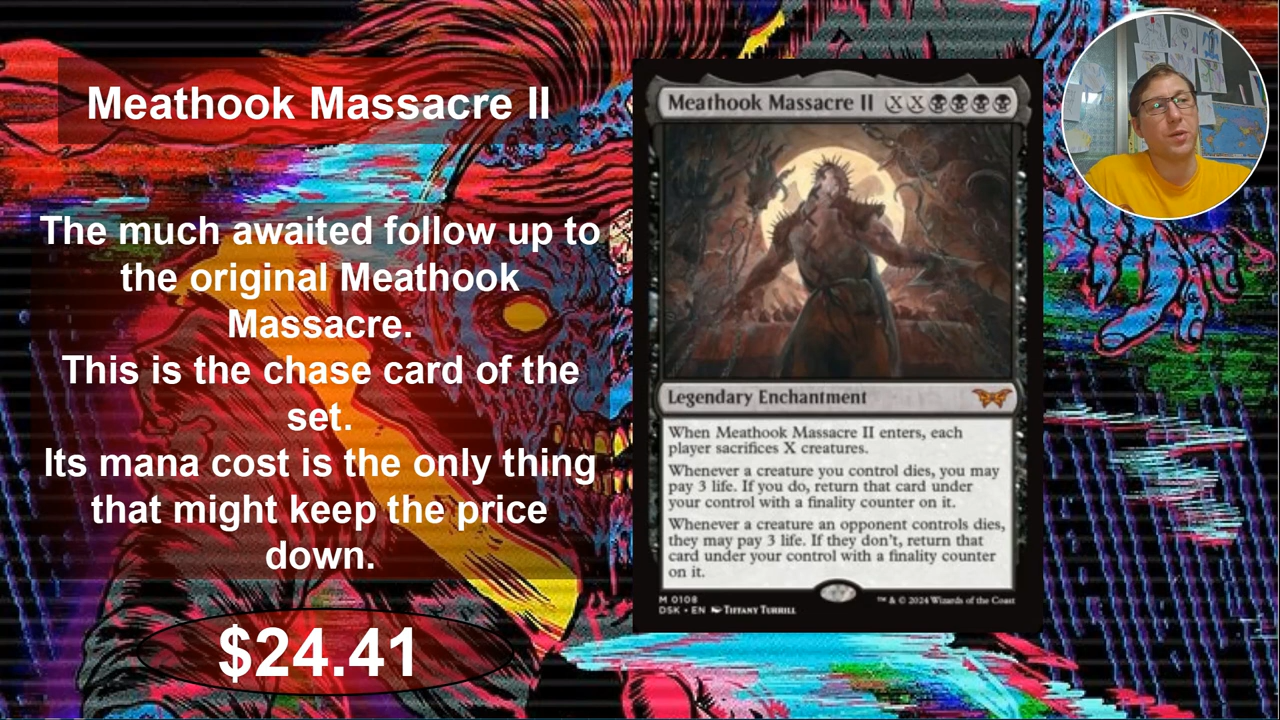 Meathook Massacre II
The much awaited follow up to
the original Meathook
Massacre.
This is the chase card of the
set.
Its mana cost is the only thing
that might keep the price
down.
$24.41
Meathook Massacre II X X
Legendary Enchantment
When Meathook Massacre II enters, each
player sacrifices X creatures.
Whenever a creature you control dies, you may
pay 3 life. If you do, return that card under
your control with a finality counter on it.
Whenever a creature an opponent controls dies,
they may pay 3 life. If they don't, return that
card under your control with a finality counter
on it.
M 0108
DSK • EN TIFFANY TURRILL
™ & © 2024 Wizards of the Coast